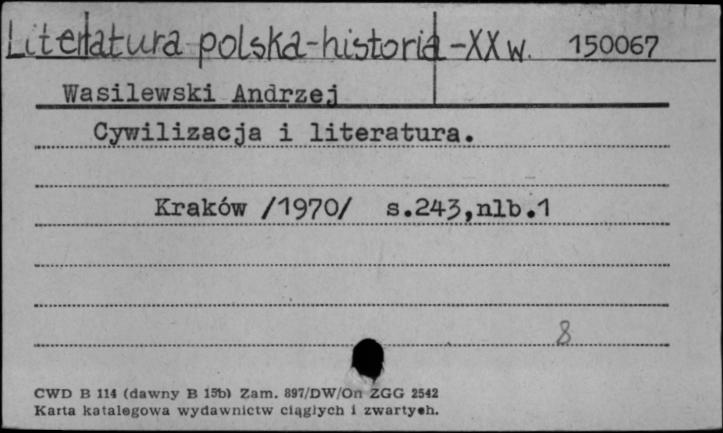 Literatura polska-historia-XX w. 150067
Wasilewski Andrzej
Cywilizacja i literatura.
Kraków /1970/ s.243,nlb.1
8
CWD B 114 (dawny B 15b) Zam. 897/DW/On ZGG 2542
Karta katalogowa wydawnictw ciągłych i zwartych.